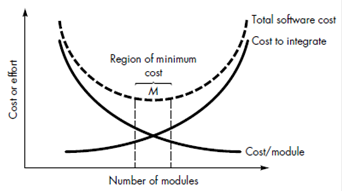 Total software cost
Cost to integrate
Region of minimum
cost
M
Cost or effort
Cost/module
Number of modules